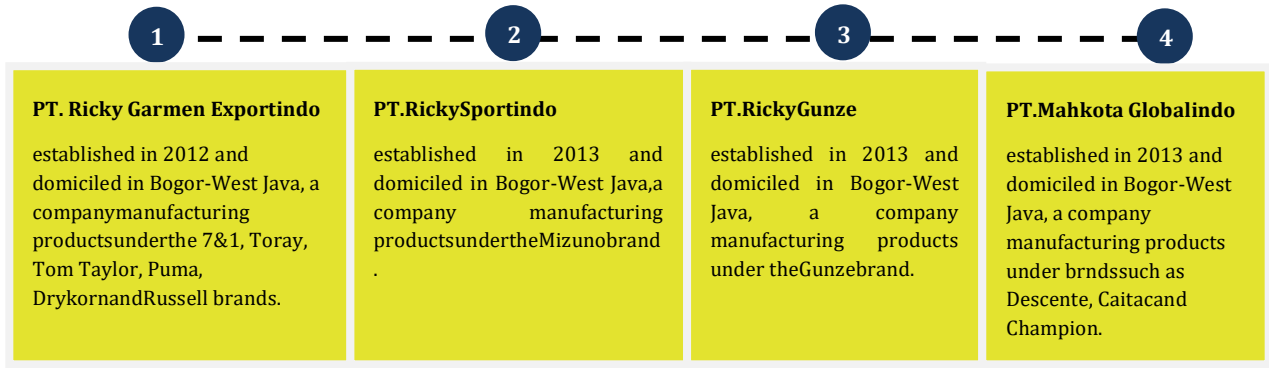 1
2
3
4
PT. Ricky Garmen Exportindo
established in 2012 and
domiciled in Bogor-West Java, a
companymanufacturing
productsunderthe 7&1, Toray,
Tom Taylor, Puma,
DrykornandRussell brands.
PT.RickySportindo
established in 2013 and
domiciled in Bogor-West Java,a
company manufacturing
productsundertheMizunobrand
.
PT.RickyGunze
established in 2013 and
domiciled in Bogor-West
Java, a company
manufacturing products
under theGunzebrand.
PT.Mahkota Globalindo
established in 2013 and
domiciled in Bogor-West
Java, a company
manufacturing products
under brndssuch as
Descente, Caitacand
Champion.